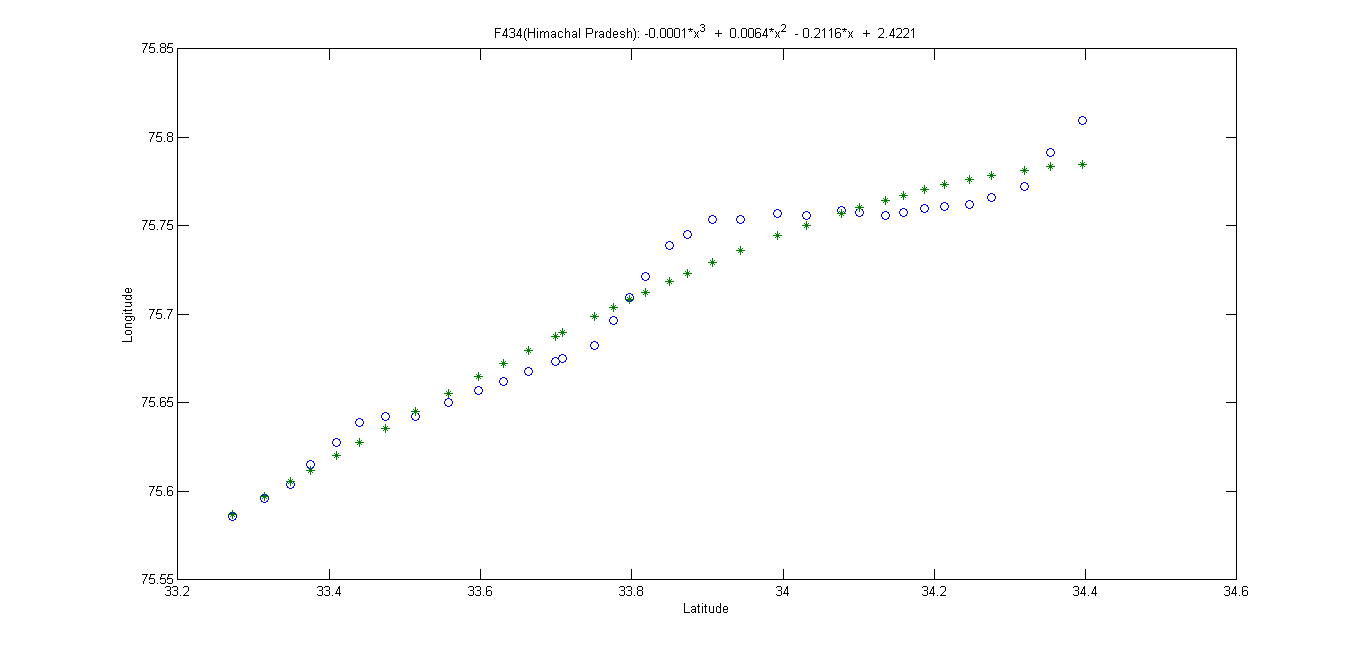 F434(Himachal Pradesh): -0.0001*x³ + 0.0064*x² - 0.2116*x + 2.4221
75.85
75.8
75.75
75.7
75.65
75.6
75.55
Longitude
33.2 33.4 33.6 33.8 34 34.2 34.4 34.6
Latitude